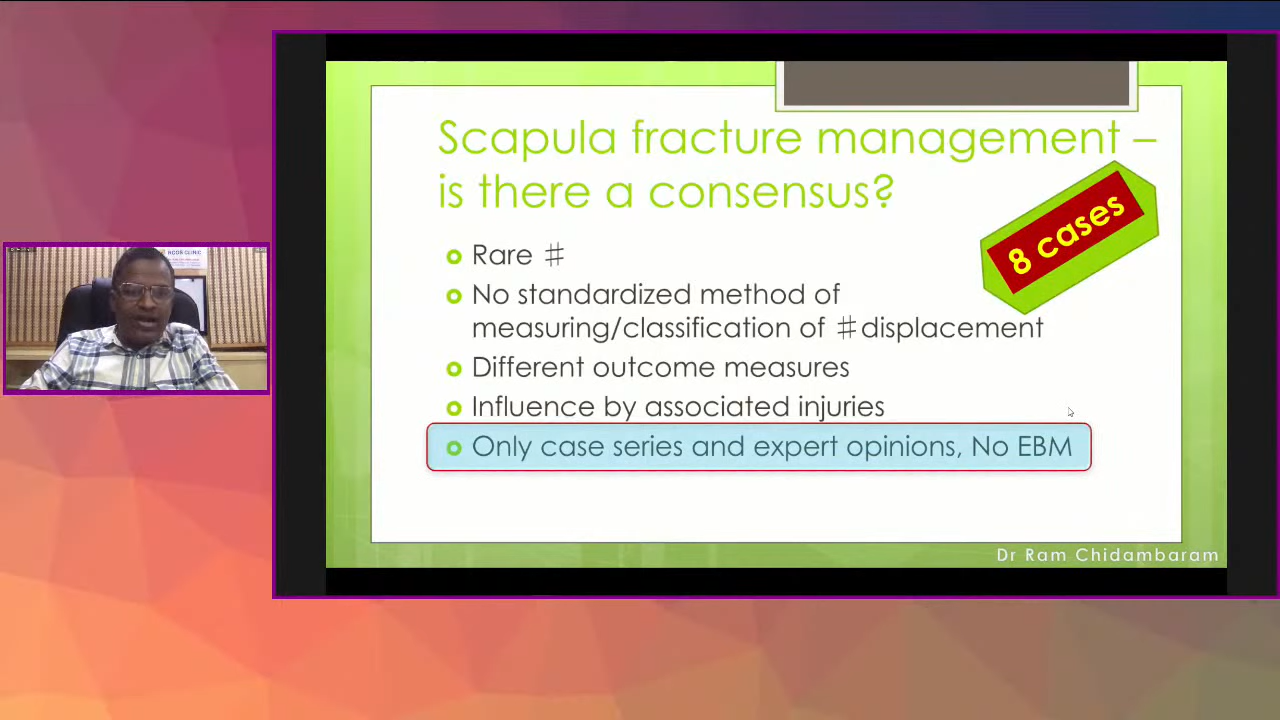 Scapula fracture management –
is there a consensus?
8 cases
Rare #
No standardized method of
measuring/classification of #displacement
Different outcome measures
Influence by associated injuries
Only case series and expert opinions, No EBM
Dr Ram Chidambaram